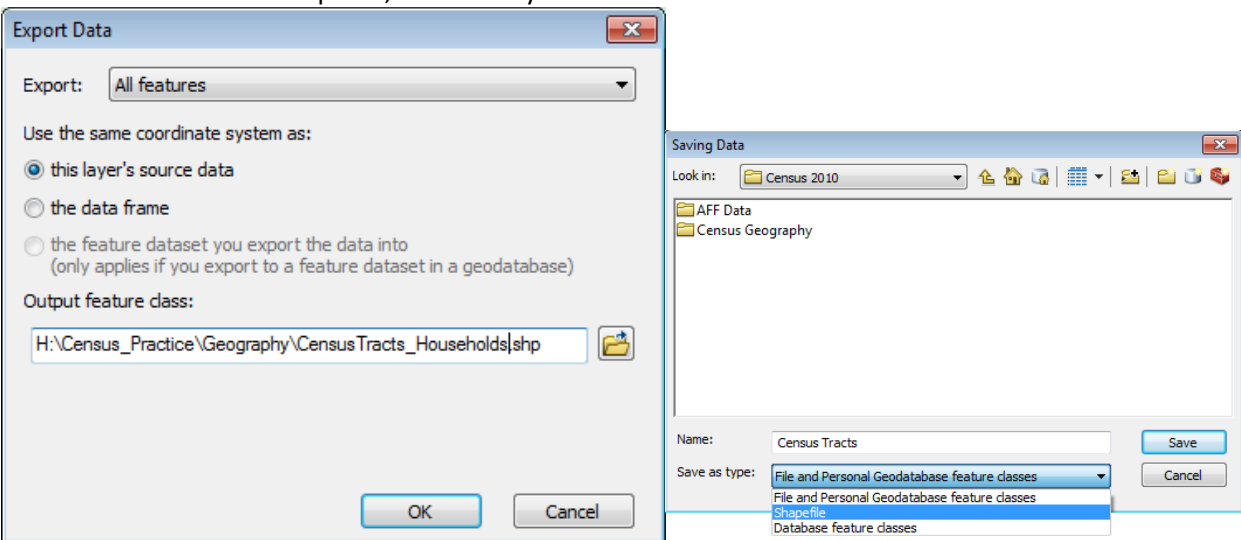 Export Data
Export: All features
Use the same coordinate system as:
this layer's source data
the data frame
the feature dataset you export the data into
(only applies if you export to a feature dataset in a geodatabase)
Output feature class:
H:\Census_Practice\Geography\CensusTracts_Households.shp
OK Cancel
Saving Data
Look in: Census 2010
AFF Data
Census Geography
Name: Census Tracts Save
Save as type: File and Personal Geodatabase feature classes Cancel
File and Personal Geodatabase feature classes
Shapefile
Database feature classes